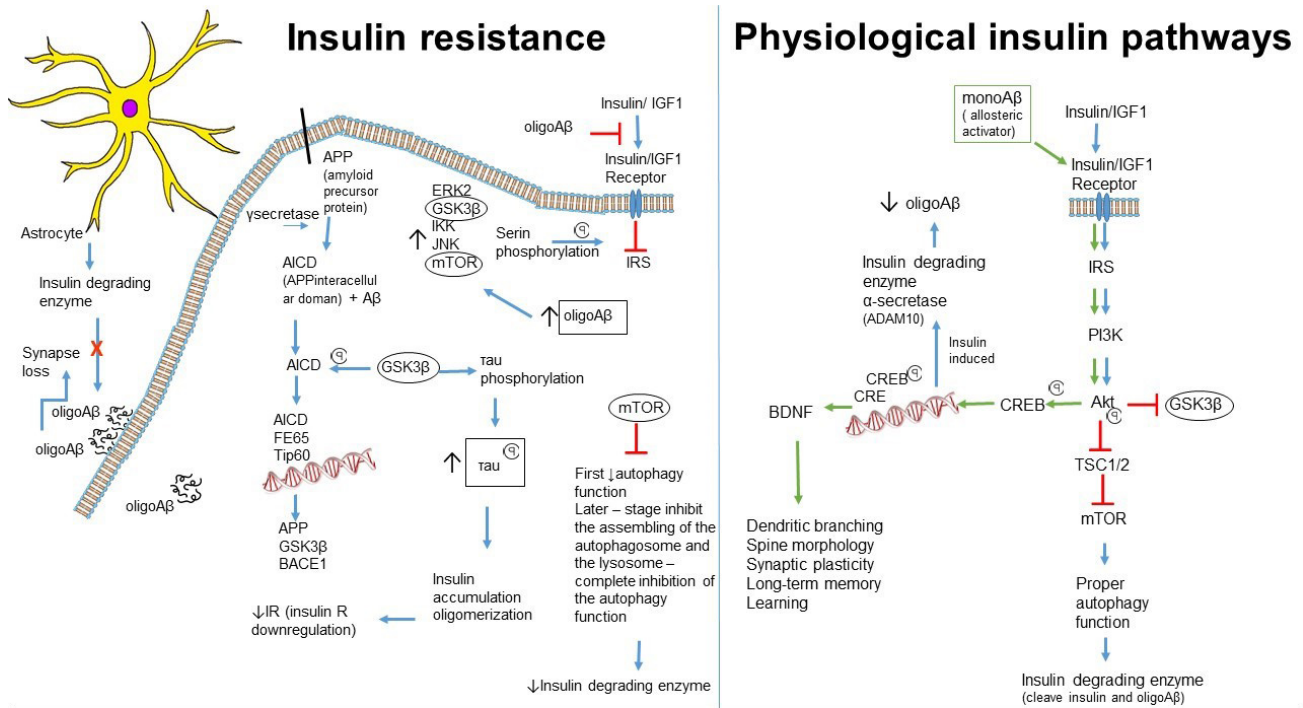 Insulin resistance
Astrocyte
Insulin degrading
enzyme
X
Synapse
loss
oligoAβ
oligoAβ
oligoAβ
APP
(amyloid
precursor
protein)
γsecretase
AICD
(APPinteracellul
ar doman) + Aβ
AICD
P
GSK3β
AICD
FE65
Tip60
APP
GSK3β
BACE1
Insulin/ IGF1
oligoAβ
Insulin/IGF1
Receptor
ERK2
GSK3β
IKK
JNK
mTOR
Serin
phosphorylation
P
IRS
↑ oligoAβ
тau
phosphorylation
↑ тau P
Insulin
accumulation
oligomerization
↓IR (insulin R
downregulation)
mTOR
First ↓autophagy
function
Later – stage inhibit
the assembling of the
autophagosome and
the lysosome –
complete inhibition of
the autophagy
function
↓Insulin degrading enzyme
Physiological insulin pathways
monoAβ
( allosteric
activator)
Insulin/IGF1
Insulin/IGF1
Receptor
IRS
PI3K
Akt
P
GSK3β
P
CREB
CREB P
CRE
Insulin
induced
Insulin degrading
enzyme
α-secretase
(ADAM10)
↓ oligoAβ
BDNF
Dendritic branching
Spine morphology
Synaptic plasticity
Long-term memory
Learning
TSC1/2
mTOR
Proper
autophagy
function
Insulin degrading enzyme
(cleave insulin and oligoAβ)